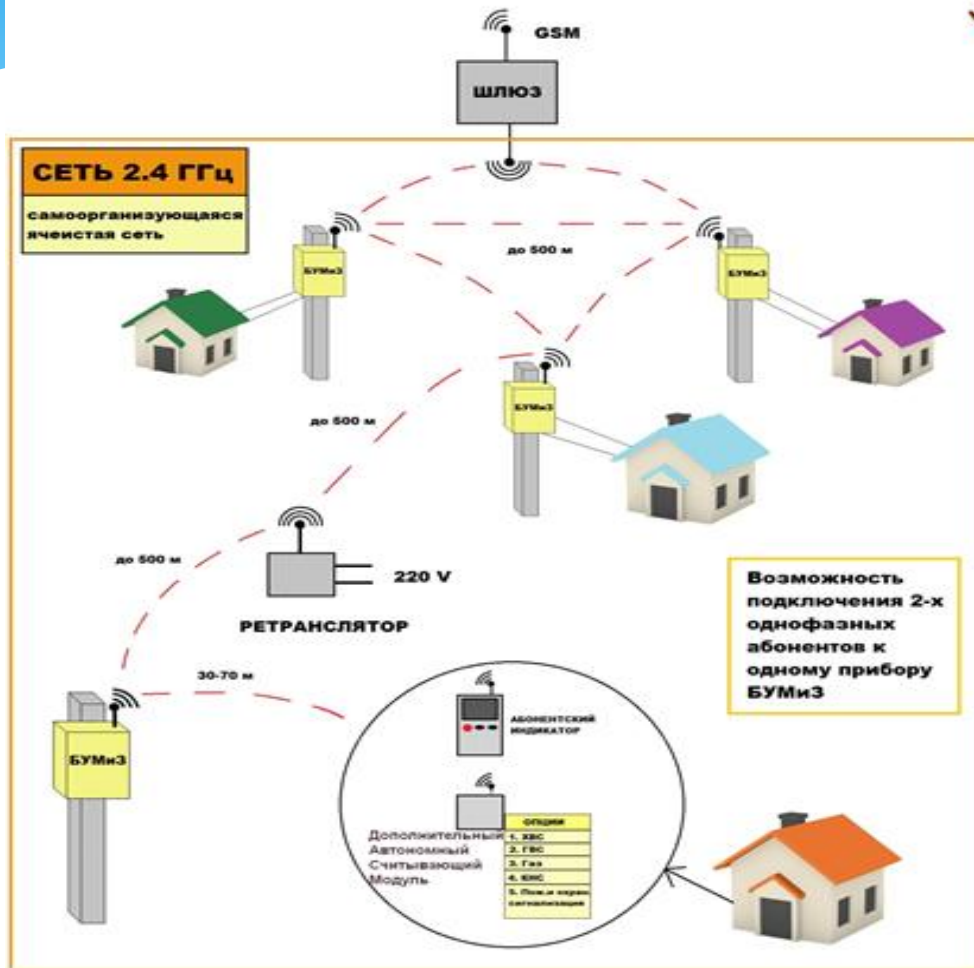 GSM
ШЛЮЗ
СЕТЬ 2.4 ГГц
самоорганизующаяся
ячеистая сеть
БУМиЗ
до 500 м
БУМиЗ
БУМиЗ
до 500 м
до 500 м
220 V
РЕТРАНСЛЯТОР
Возможность
подключения 2-х
однофазных
абонентов к
одному прибору
БУМиЗ
30-70 м
БУМиЗ
АБОНЕНТСКИЙ
ИНДИКАТОР
Дополнительный
Автономный
Считывающий
Модуль
ОПЦИИ
1. ХВС
2. ГВС
3. Газ
4. КНС
5. Пож.и охран
сигнализация